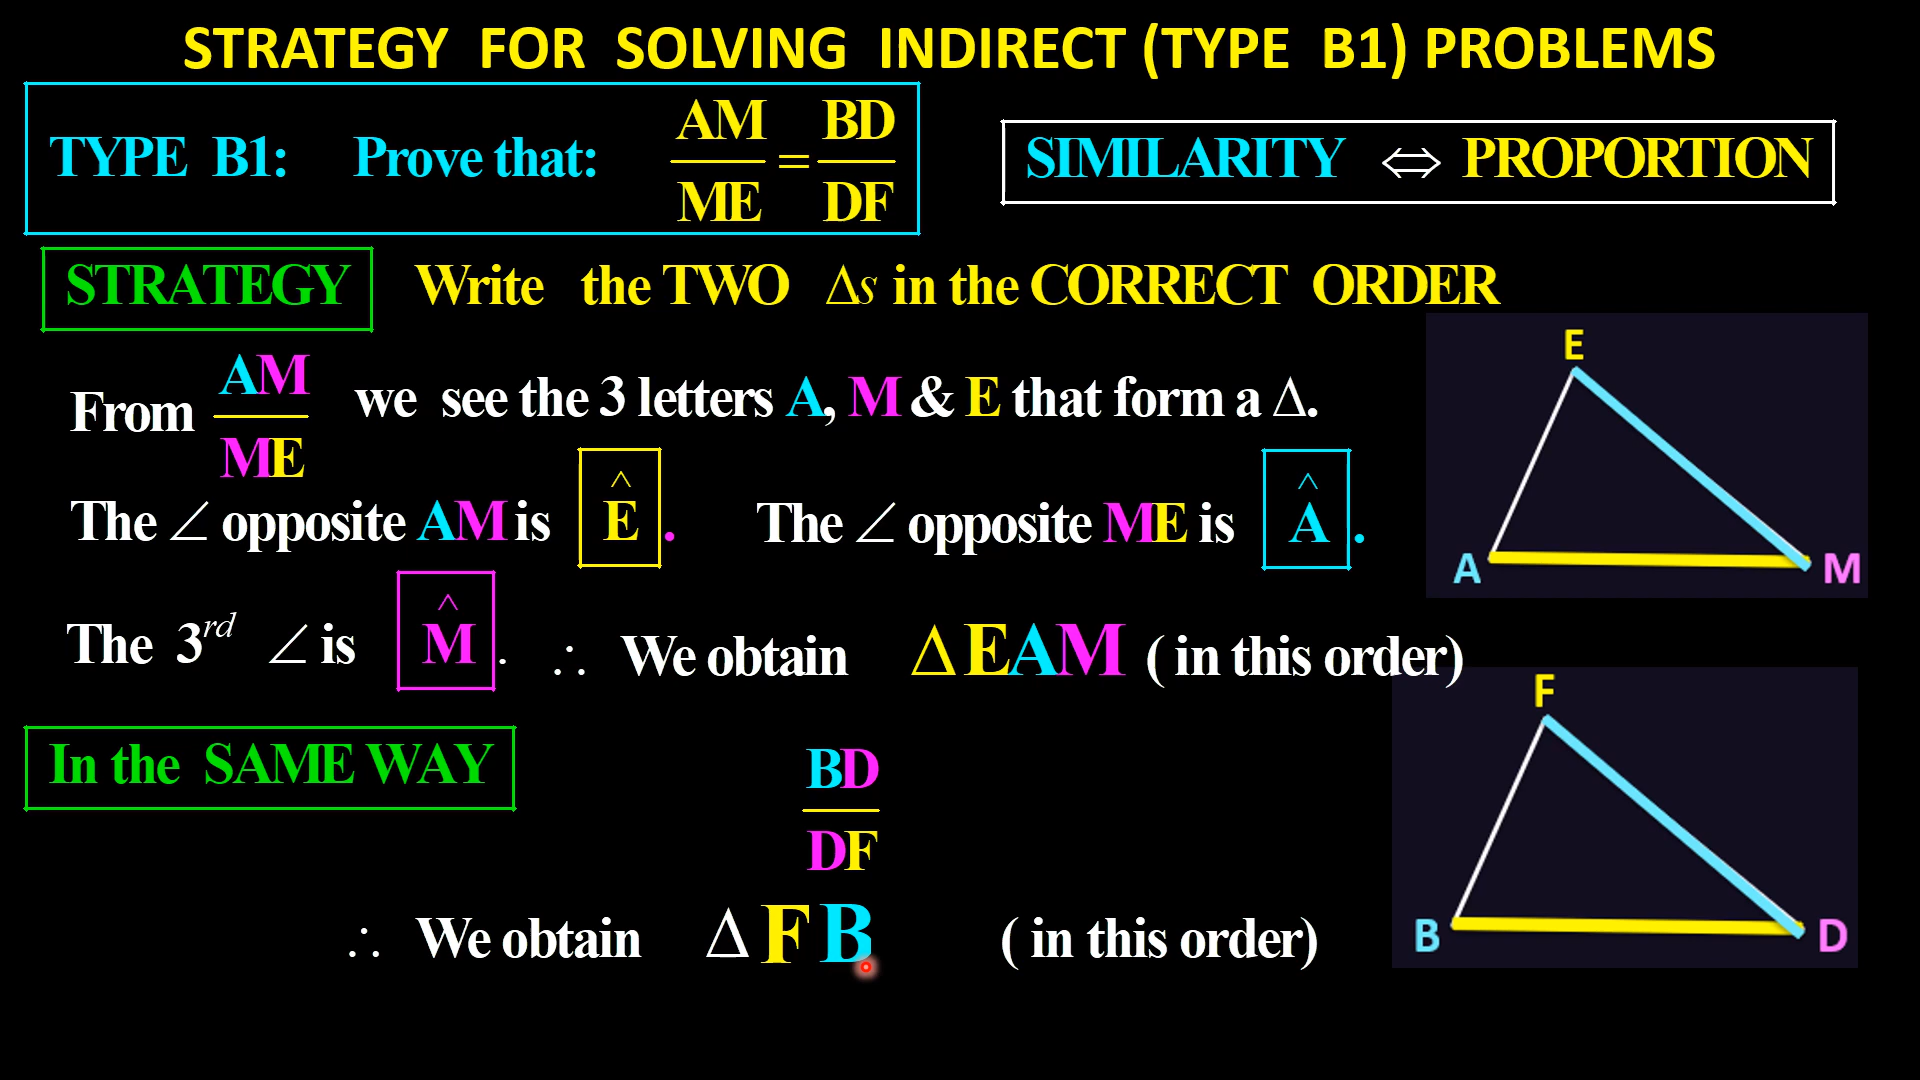 STRATEGY FOR SOLVING INDIRECT (TYPE B1) PROBLEMS
TYPE B1: Prove that: AM/ME = BD/DF
SIMILARITY ⇔ PROPORTION
STRATEGY Write the TWO Δs in the CORRECT ORDER
From AM/ME we see the 3 letters A, M & E that form a Δ.
The ∠ opposite AM is Ê. The ∠ opposite ME is Â.
The 3rd ∠ is M̂. ∴ We obtain ΔEAM ( in this order)
E
A
M
In the SAME WAY
BD/DF
∴ We obtain Δ F B ( in this order)
F
B
D